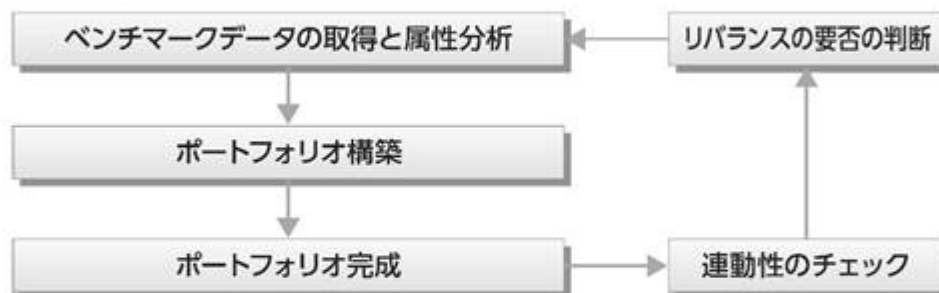 ベンチマークデータの取得と属性分析
リバランスの要否の判断
ポートフォリオ構築
ポートフォリオ完成
連動性のチェック